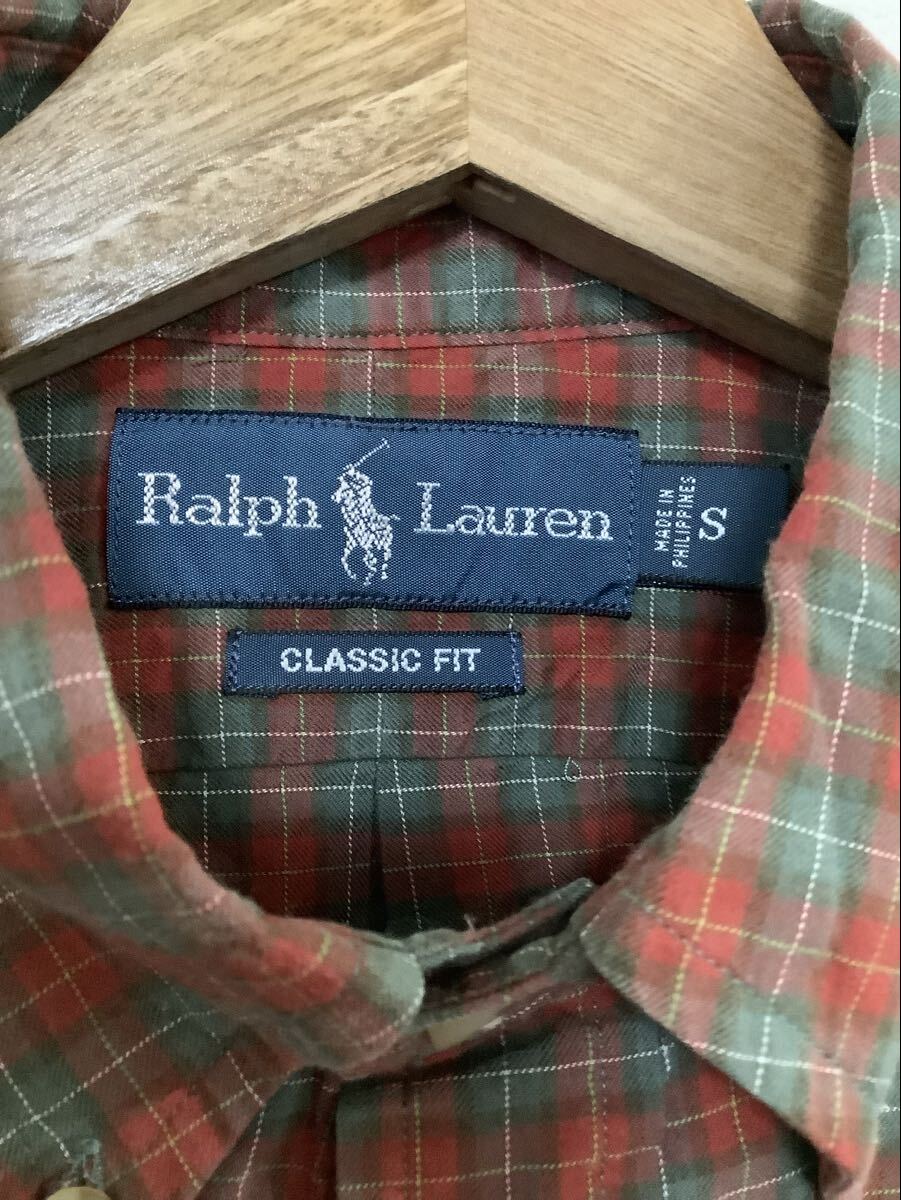 Ralph Lauren
MADE IN
PHILIPPINES
S
CLASSIC FIT